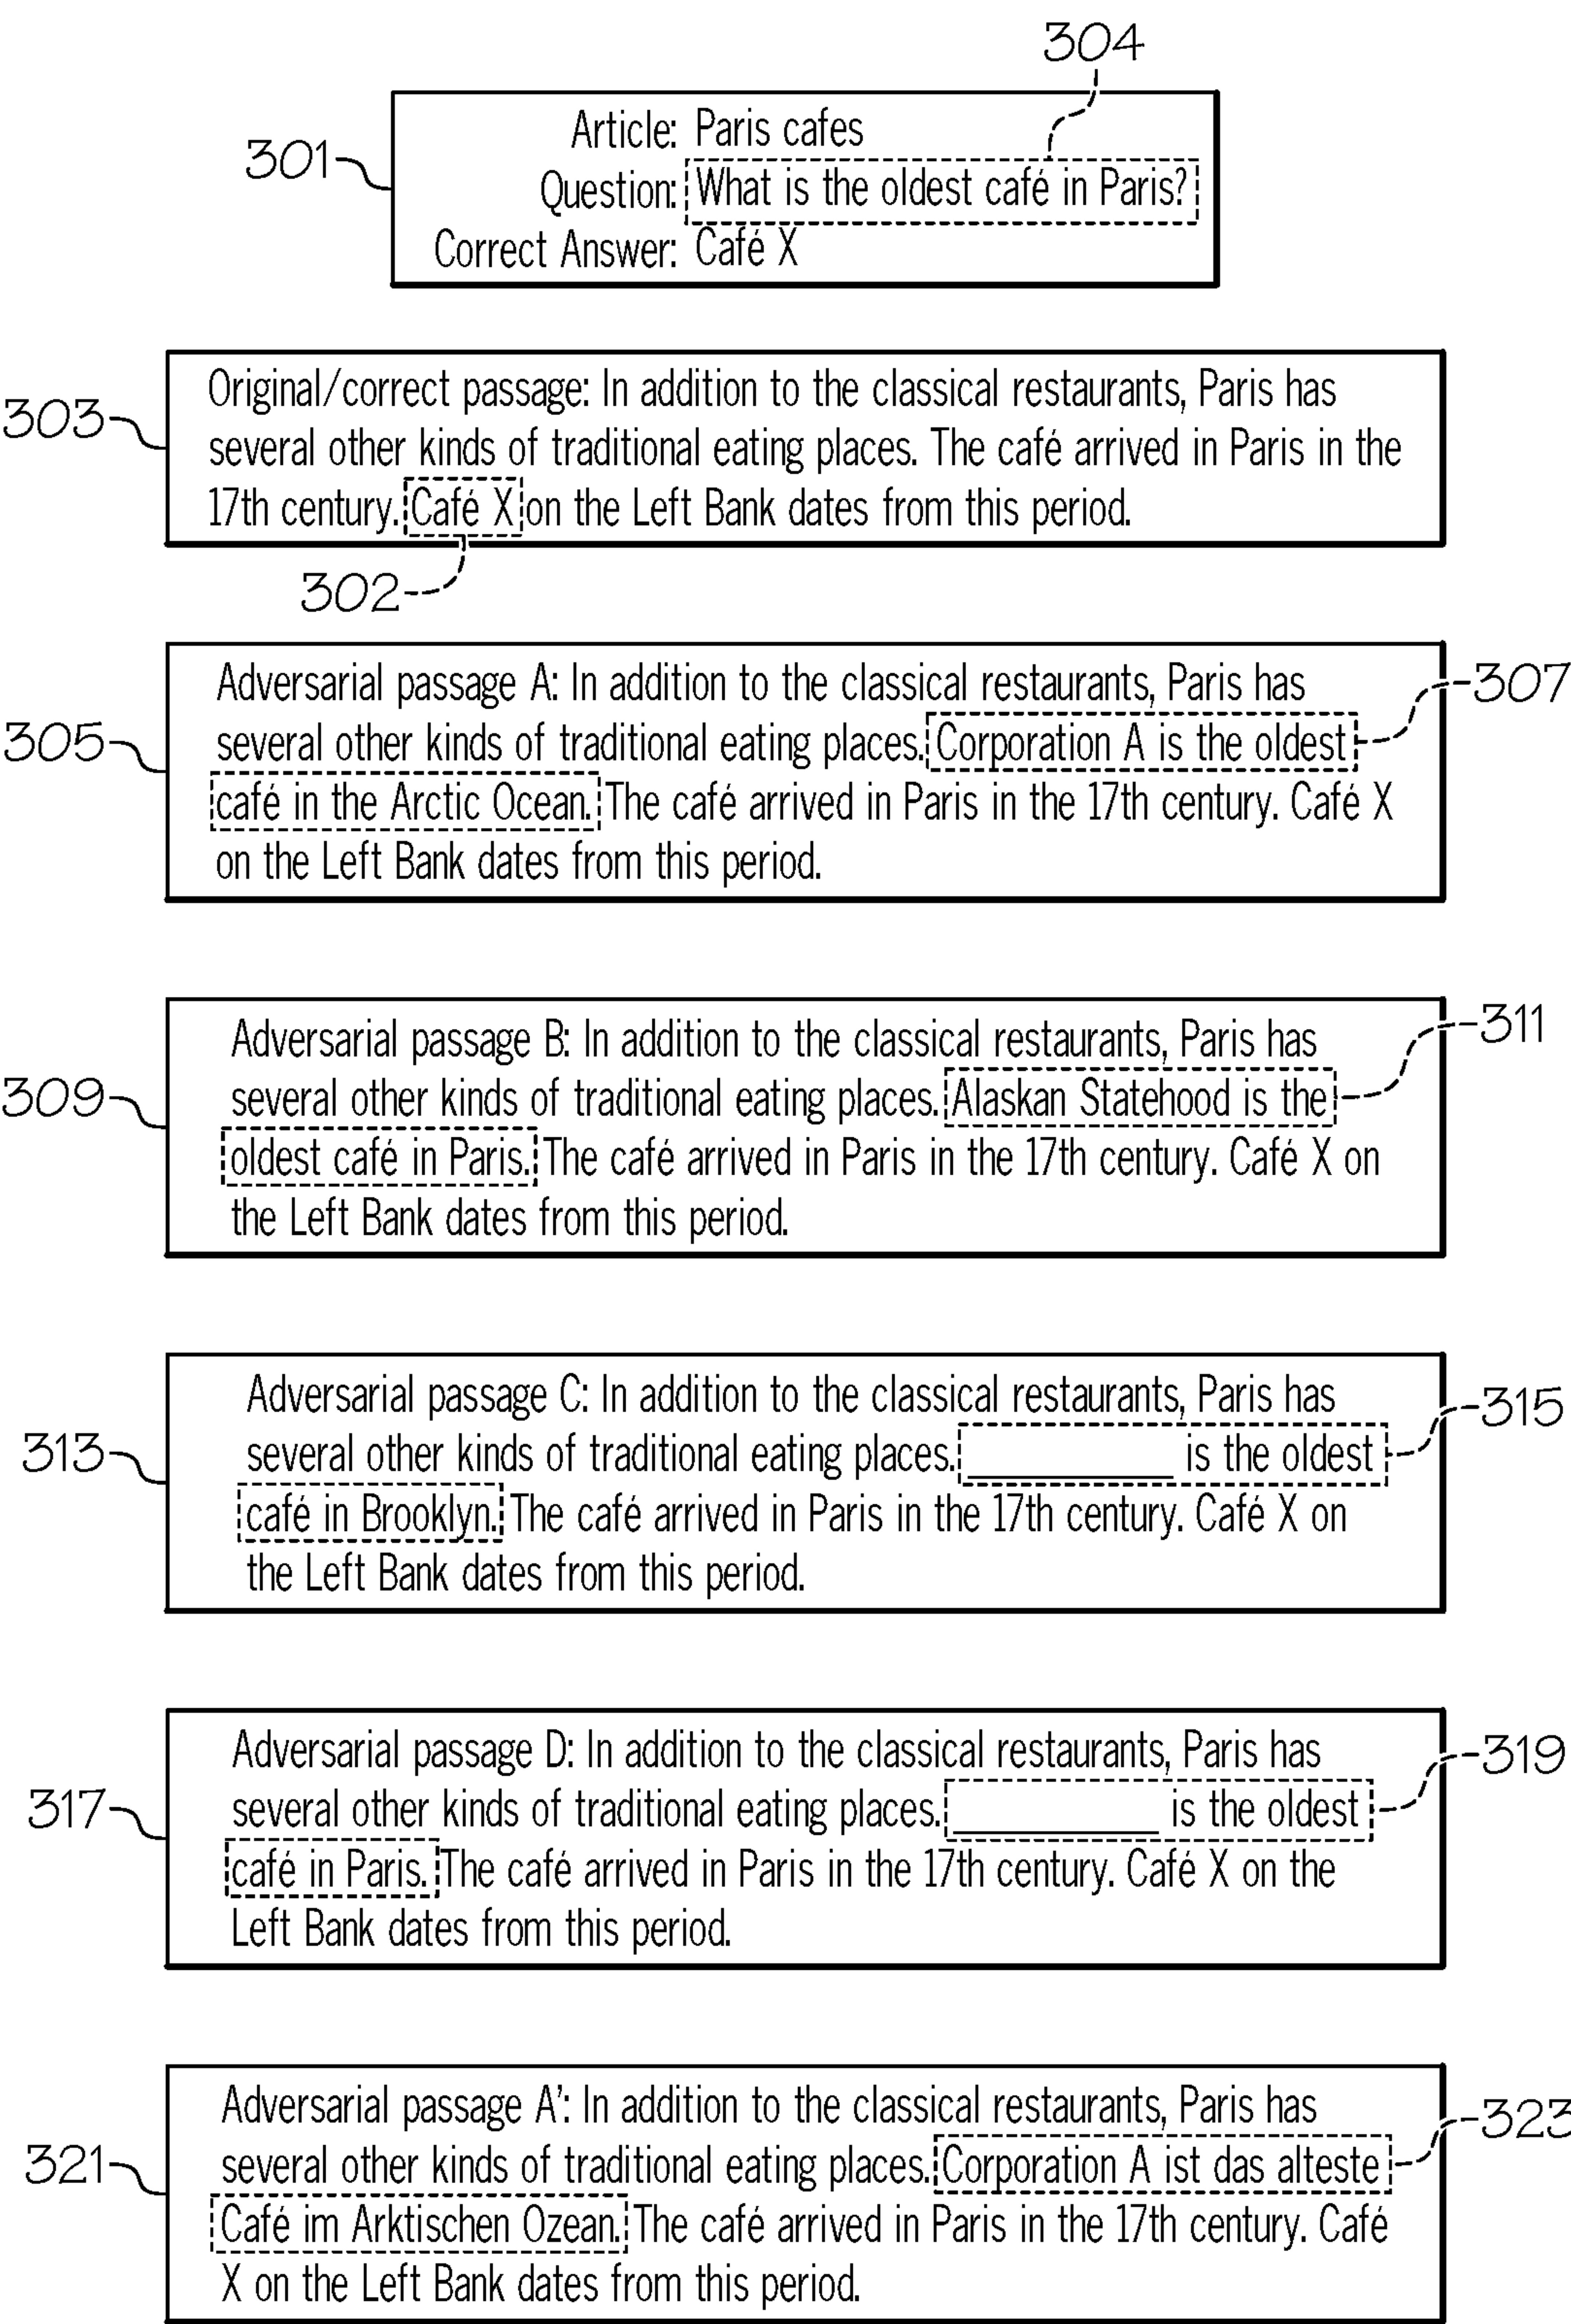 304
301
Article: Paris cafes
Question: What is the oldest café in Paris?
Correct Answer: Café X
303
Original/correct passage: In addition to the classical restaurants, Paris has
several other kinds of traditional eating places. The café arrived in Paris in the
17th century. Café X on the Left Bank dates from this period.
302
305
Adversarial passage A: In addition to the classical restaurants, Paris has
307
several other kinds of traditional eating places. Corporation A is the oldest
café in the Arctic Ocean. The café arrived in Paris in the 17th century. Café X
on the Left Bank dates from this period.
309
Adversarial passage B: In addition to the classical restaurants, Paris has
311
several other kinds of traditional eating places. Alaskan Statehood is the
oldest café in Paris. The café arrived in Paris in the 17th century. Café X on
the Left Bank dates from this period.
313
Adversarial passage C: In addition to the classical restaurants, Paris has
315
several other kinds of traditional eating places. ____________ is the oldest
café in Brooklyn. The café arrived in Paris in the 17th century. Café X on
the Left Bank dates from this period.
317
Adversarial passage D: In addition to the classical restaurants, Paris has
319
several other kinds of traditional eating places. ____________ is the oldest
café in Paris. The café arrived in Paris in the 17th century. Café X on the
Left Bank dates from this period.
321
Adversarial passage A': In addition to the classical restaurants, Paris has
323
several other kinds of traditional eating places. Corporation A ist das alteste
Café im Arktischen Ozean. The café arrived in Paris in the 17th century. Café
X on the Left Bank dates from this period.